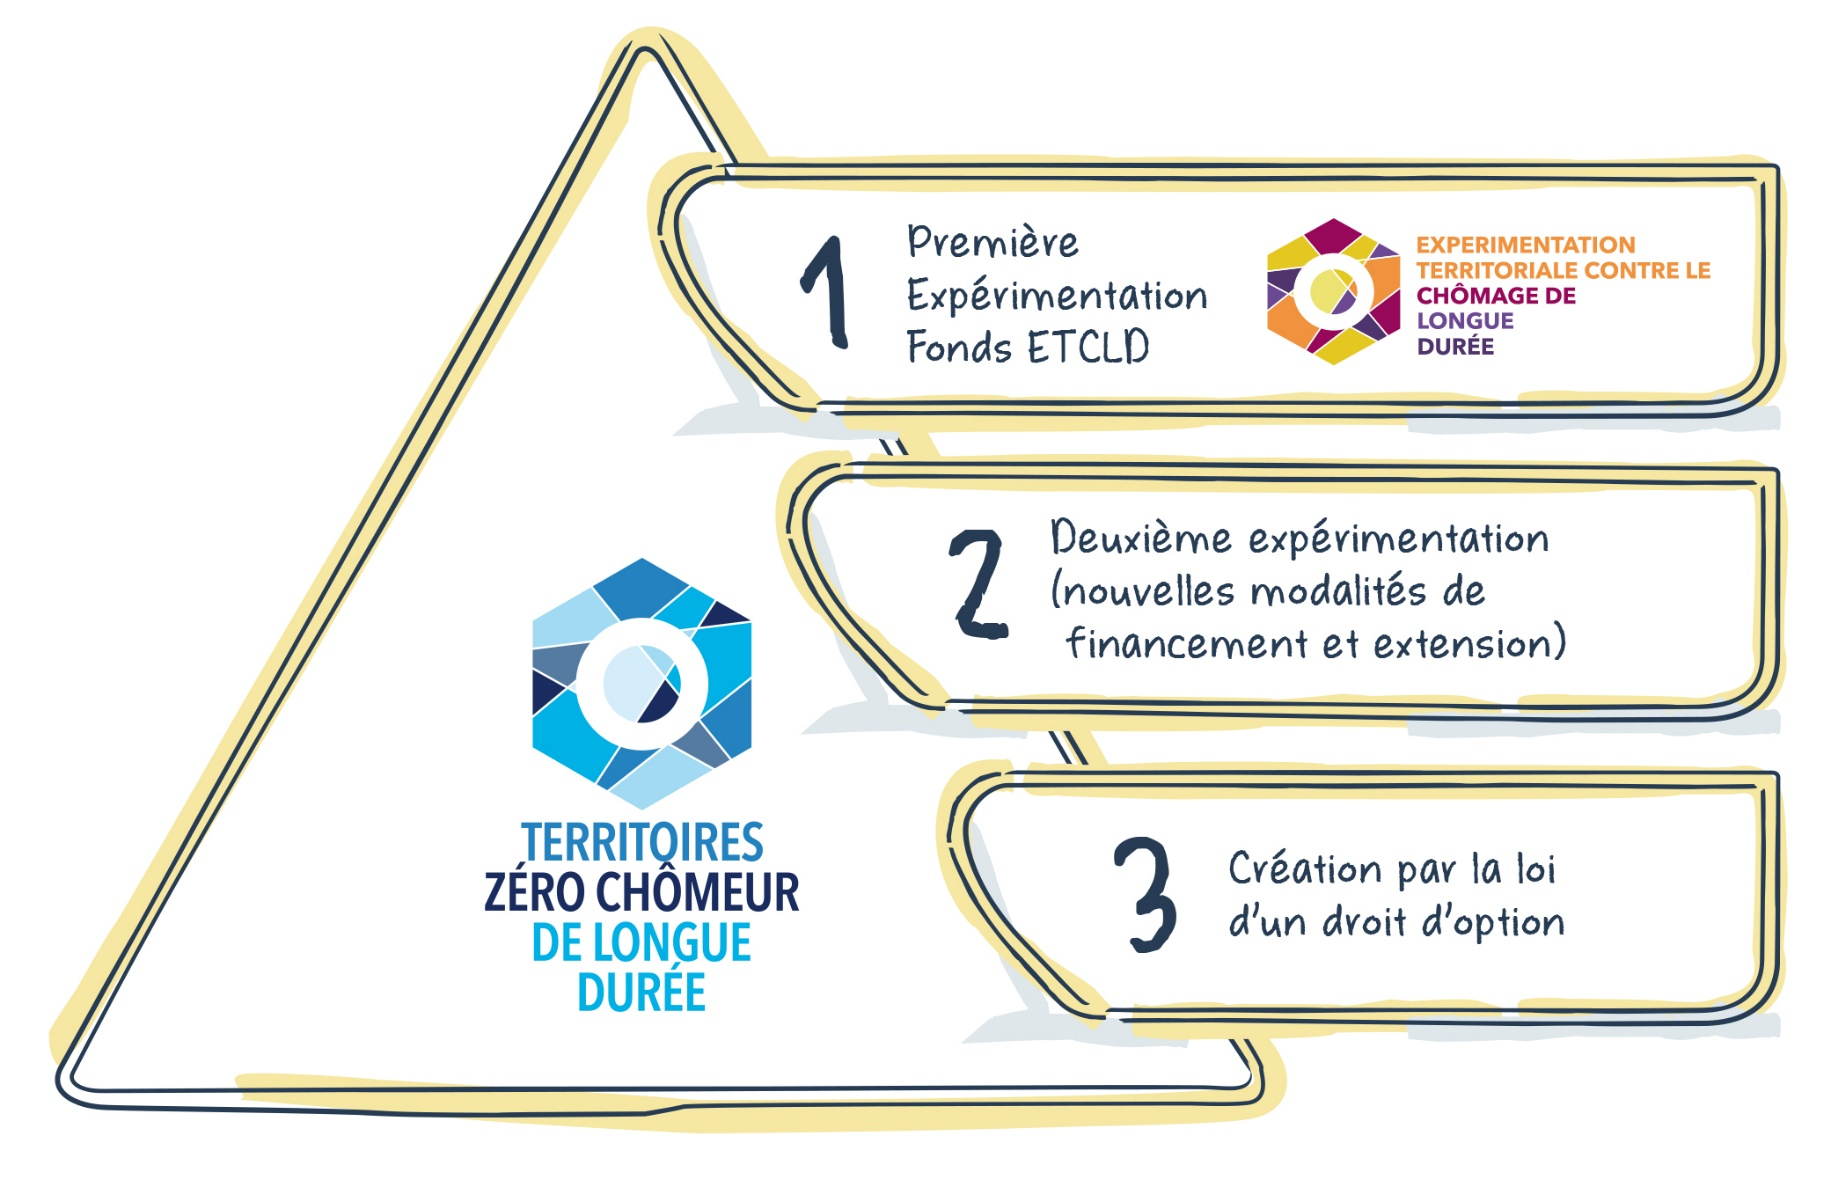 1
Première
Expérimentation
Fonds ETCLD
EXPERIMENTATION
TERRITORIALE CONTRE LE
CHÔMAGE DE
LONGUE
DURÉE
2
Deuxième expérimentation
(nouvelles modalités de
financement et extension)
TERRITOIRES
ZÉRO CHÔMEUR
DE LONGUE
DURÉE
3
Création par la loi
d'un droit d'option